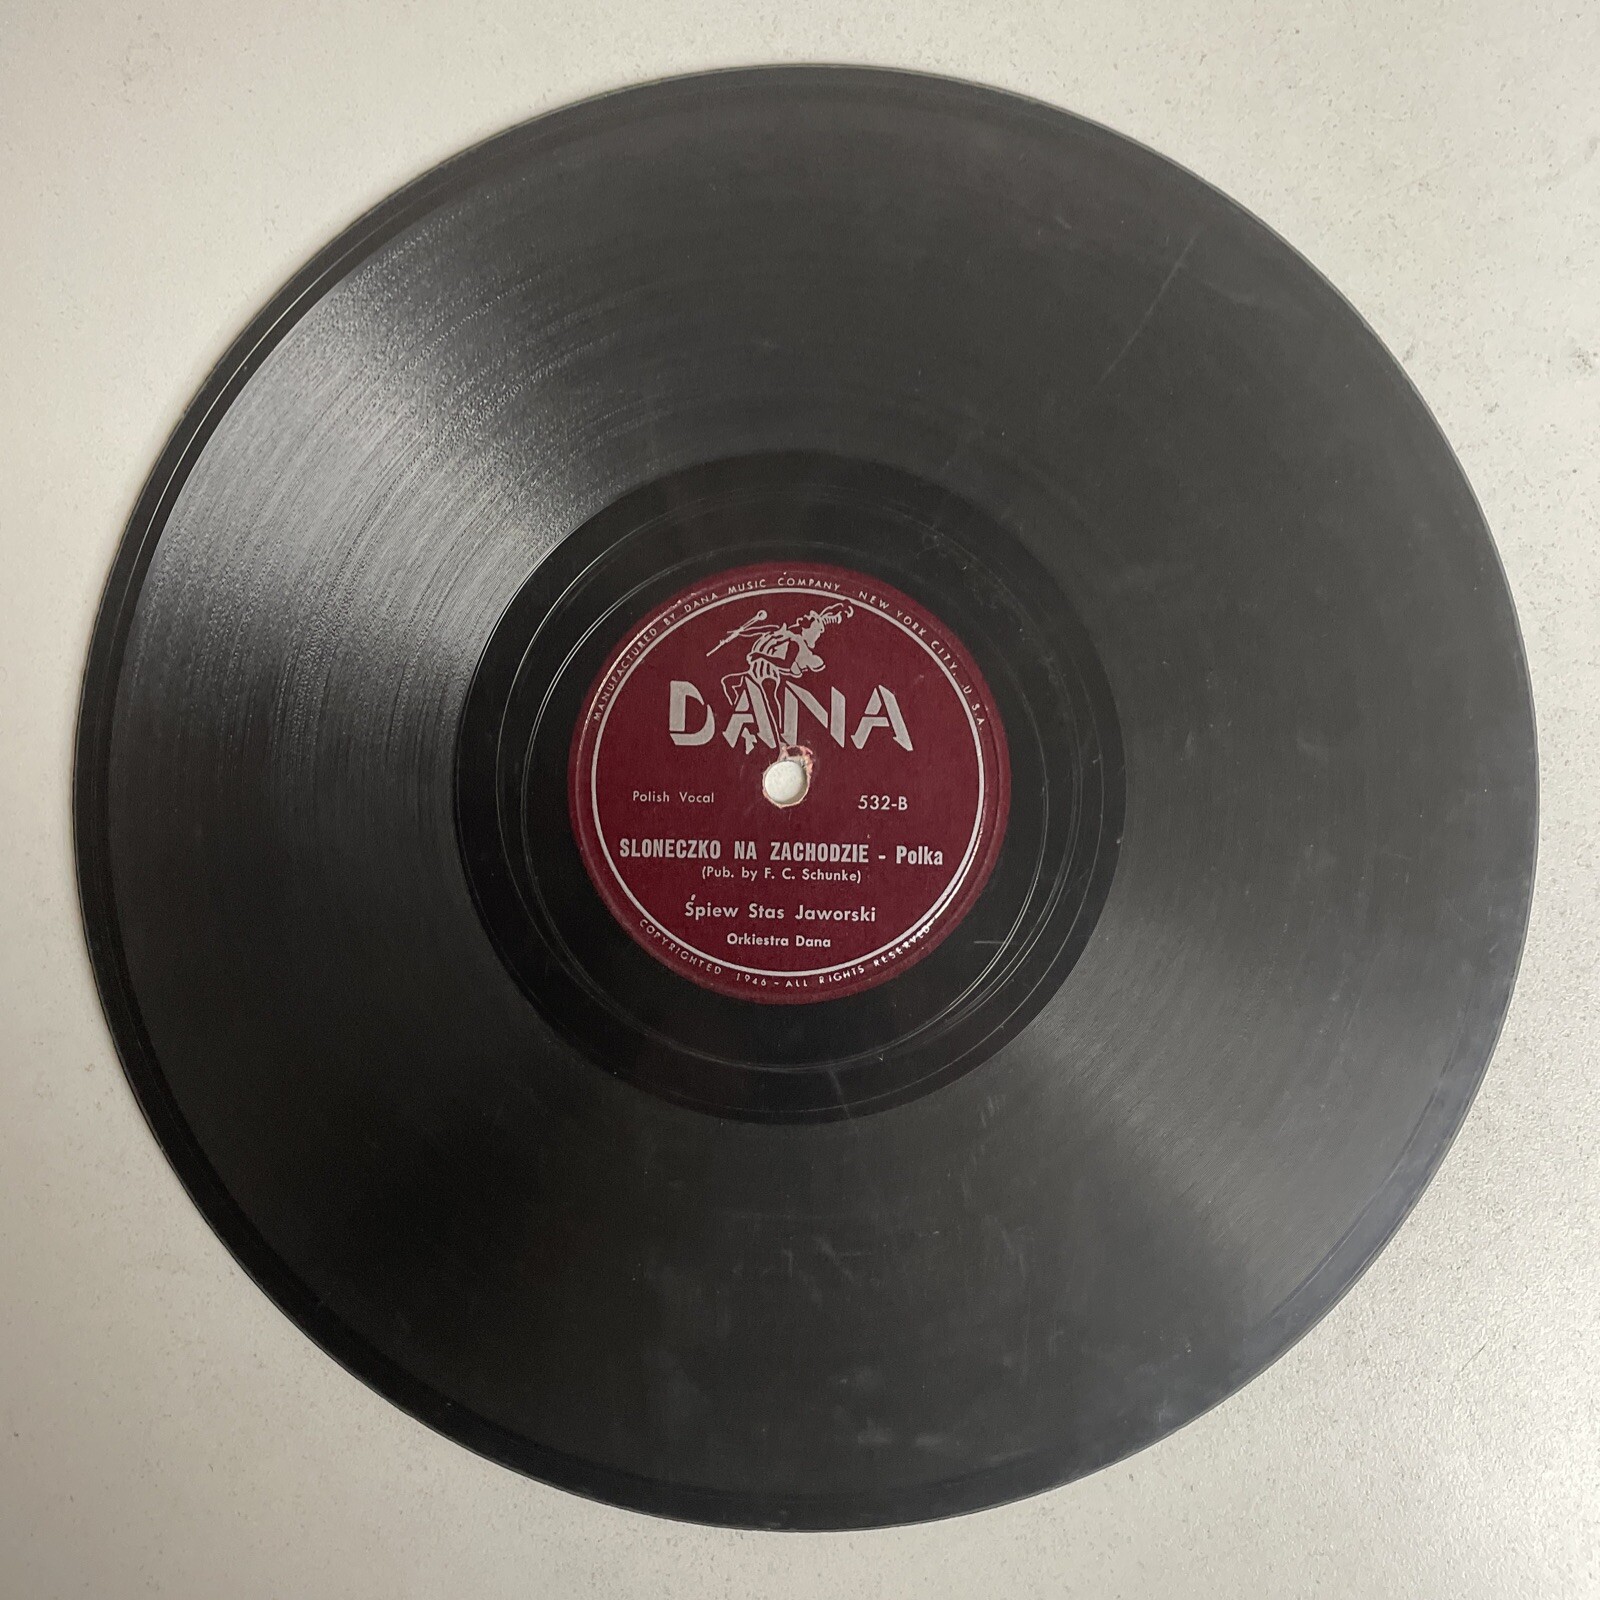 MANUFACTURED BY DANA MUSIC COMPANY. NEW YORK CITY. U.S.A.
DANA
Polish Vocal
532-B
SLONECZKO NA ZACHODZIE - Polka
(Pub. by F. C. Schunke)
Śpiew Stas Jaworski
Orkiestra Dana
COPYRIGHTED 1946 - ALL RIGHTS RESERVED